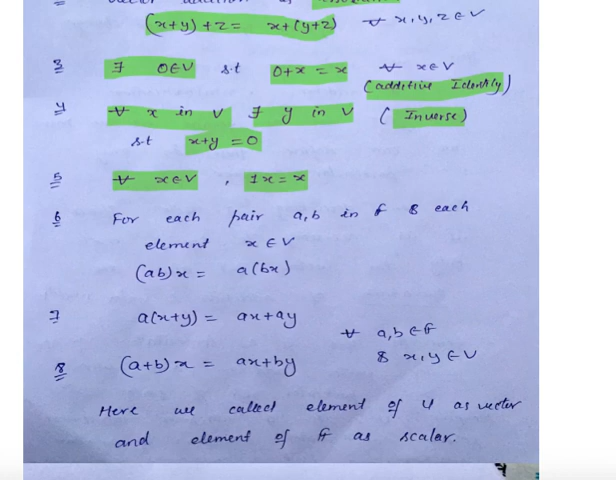 (x+y)+z = x+(y+z) ∀ x,y,z ∈ V
3 ∃ 0∈V s.t 0+x = x ∀ x∈V
(additive Identity)
4 ∀ x in V ∃ y in V (Inverse)
s.t x+y = 0
5 ∀ x∈V , 1x = x
6 For each pair a,b in F & each
element x ∈ V
(ab)x = a(bx)
7 a(x+y) = ax+ay
∀ a,b ∈ F
8 (a+b)x = ax+by & x,y ∈ V
Here we called element of V as vector
and element of F as scalar.